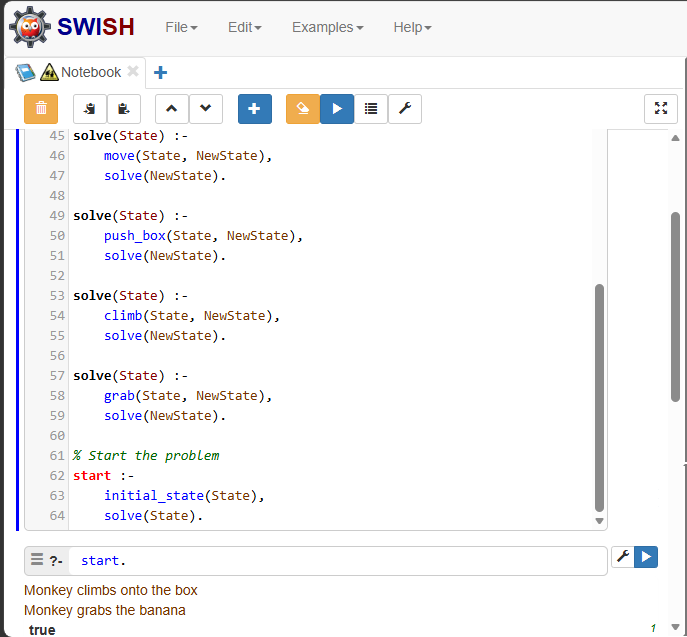 SWISH File Edit Examples Help
Notebook
45 solve(State) :-
46 move(State, NewState),
47 solve(NewState).
48
49 solve(State) :-
50 push_box(State, NewState),
51 solve(NewState).
52
53 solve(State) :-
54 climb(State, NewState),
55 solve(NewState).
56
57 solve(State) :-
58 grab(State, NewState),
59 solve(NewState).
60
61 % Start the problem
62 start :-
63 initial_state(State),
64 solve(State).
?- start.
Monkey climbs onto the box
Monkey grabs the banana
true 1